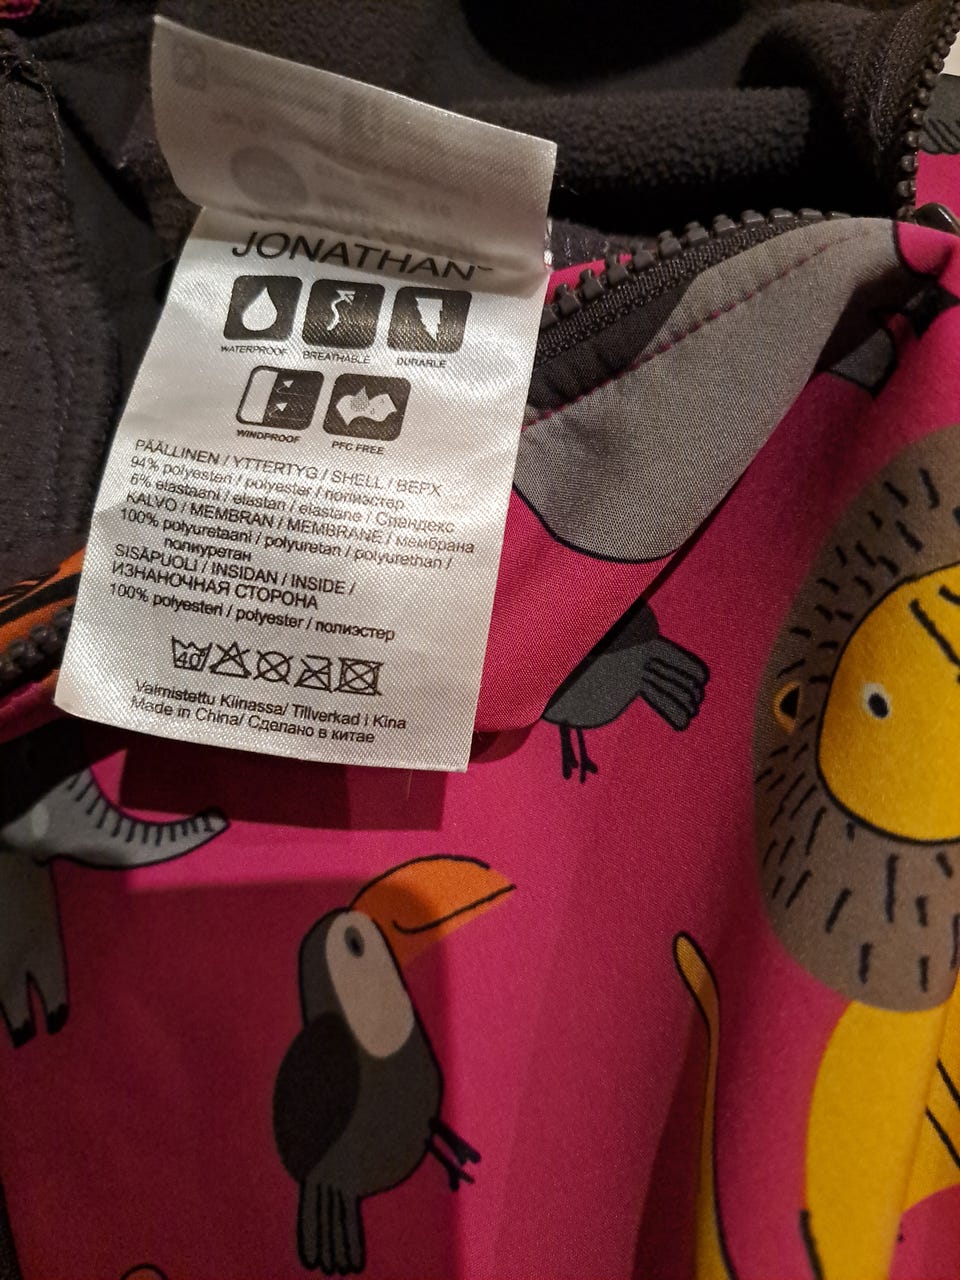 JONATHAN™
WATERPROOF BREATHABLE DURABLE
WINDPROOF PFC FREE
PÄÄLLINEN / YTTERTYG / SHELL / ВЕРХ
94% polyesteri / polyester / полиэстер
6% elastaani / elastan / elastane / Спендекс
KALVO / MEMBRAN / MEMBRANE / мембрана
100% polyuretaani / polyuretan / polyurethan /
полиуретан
SISÄPUOLI / INSIDAN / INSIDE /
ИЗНАНОЧНАЯ СТОРОНА
100% polyesteri / polyester / полиэстер
40
Valmistettu Kiinassa/ Tillverkad i Kina
Made in China/ Сделано в китае